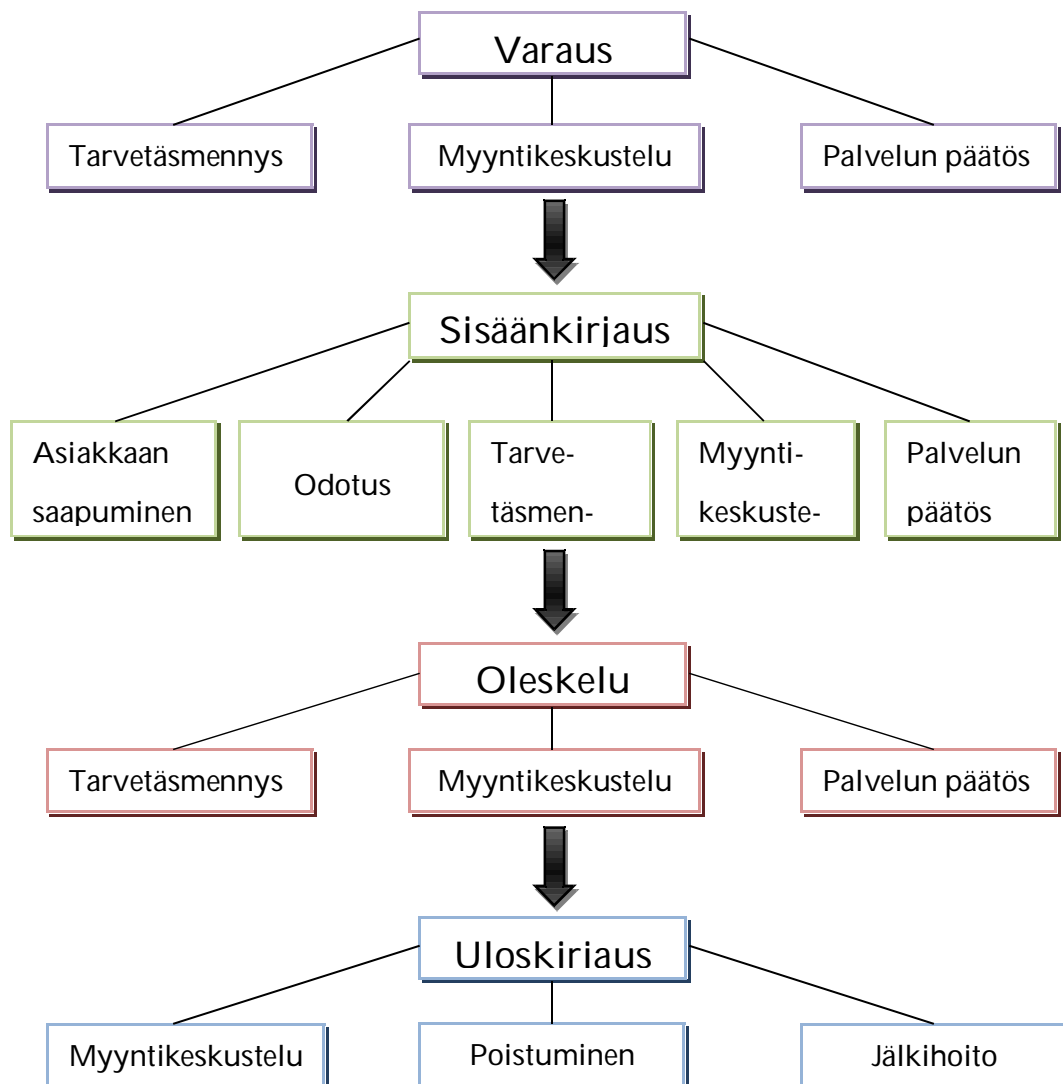 Varaus
Tarvetäsmennys
Myyntikeskustelu
Palvelun päätös
Sisäänkirjaus
Asiakkaan
saapuminen
Odotus
Tarve-
täsmen-
Myynti-
keskuste-
Palvelun
päätös
Oleskelu
Tarvetäsmennys
Myyntikeskustelu
Palvelun päätös
Uloskirjaus
Myyntikeskustelu
Poistuminen
Jälkihoito